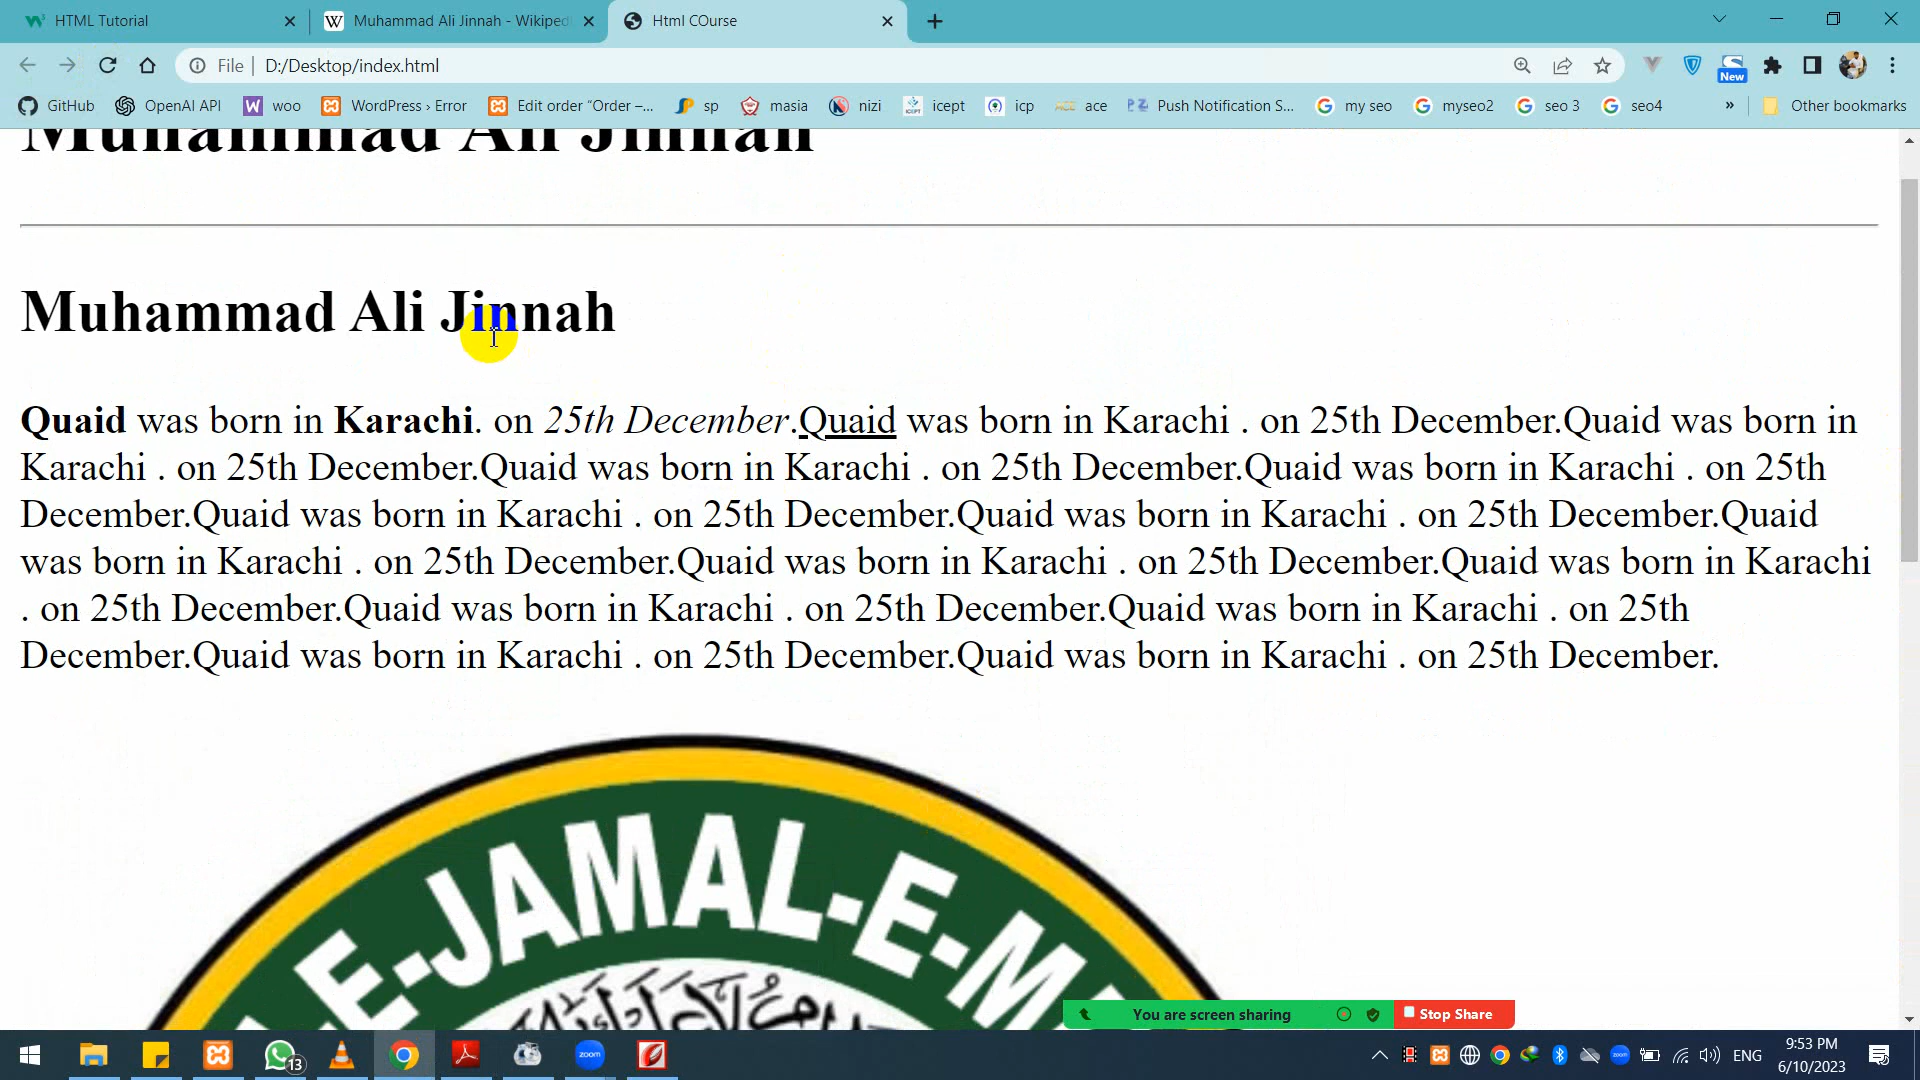 HTML Tutorial
Muhammad Ali Jinnah - Wikiped
Html COurse
File
D:/Desktop/index.html
New
GitHub
OpenAI API
woo
WordPress › Error
Edit order “Order –...
sp
masia
nizi
icept
icp
ace
Push Notification S...
my seo
myseo2
seo 3
seo4
»
Other bookmarks
Muhammad Ali Jinnah
Muhammad Ali Jinnah
Quaid was born in Karachi. on 25th December.Quaid was born in Karachi . on 25th December.Quaid was born in
Karachi . on 25th December.Quaid was born in Karachi . on 25th December.Quaid was born in Karachi . on 25th
December.Quaid was born in Karachi . on 25th December.Quaid was born in Karachi . on 25th December.Quaid
was born in Karachi . on 25th December.Quaid was born in Karachi . on 25th December.Quaid was born in Karachi
. on 25th December.Quaid was born in Karachi . on 25th December.Quaid was born in Karachi . on 25th
December.Quaid was born in Karachi . on 25th December.Quaid was born in Karachi . on 25th December.
E-JAMAL-E-M
You are screen sharing
Stop Share
13
zoom
ENG
9:53 PM
6/10/2023